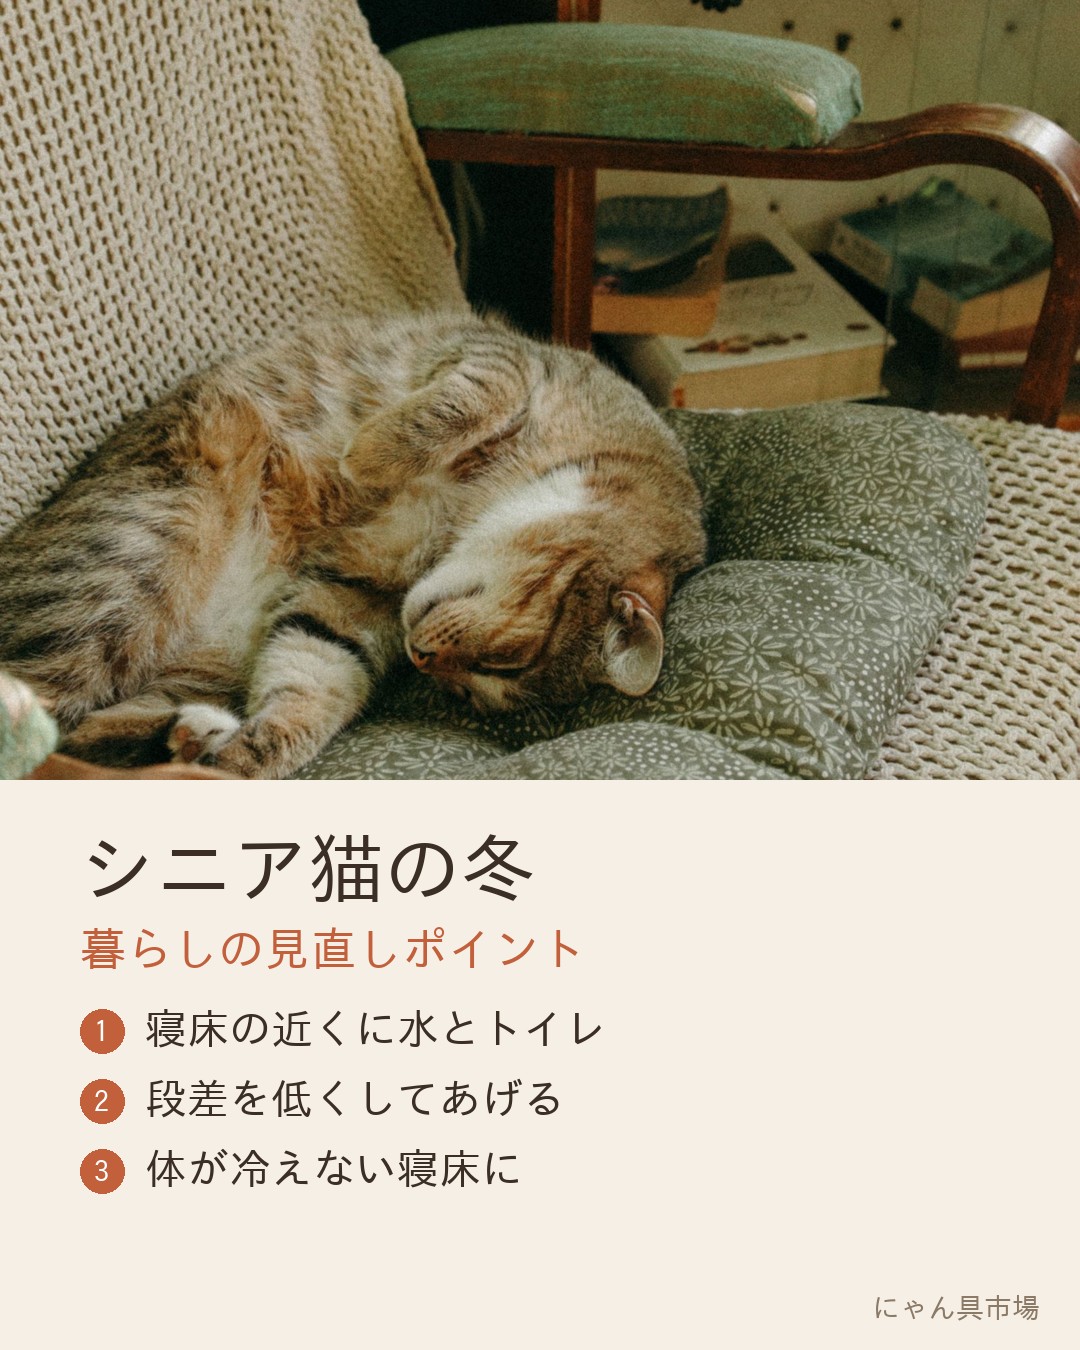 シニア猫の冬
暮らしの見直しポイント
1 寝床の近くに水とトイレ
2 段差を低くしてあげる
3 体が冷えない寝床に
にゃん具市場